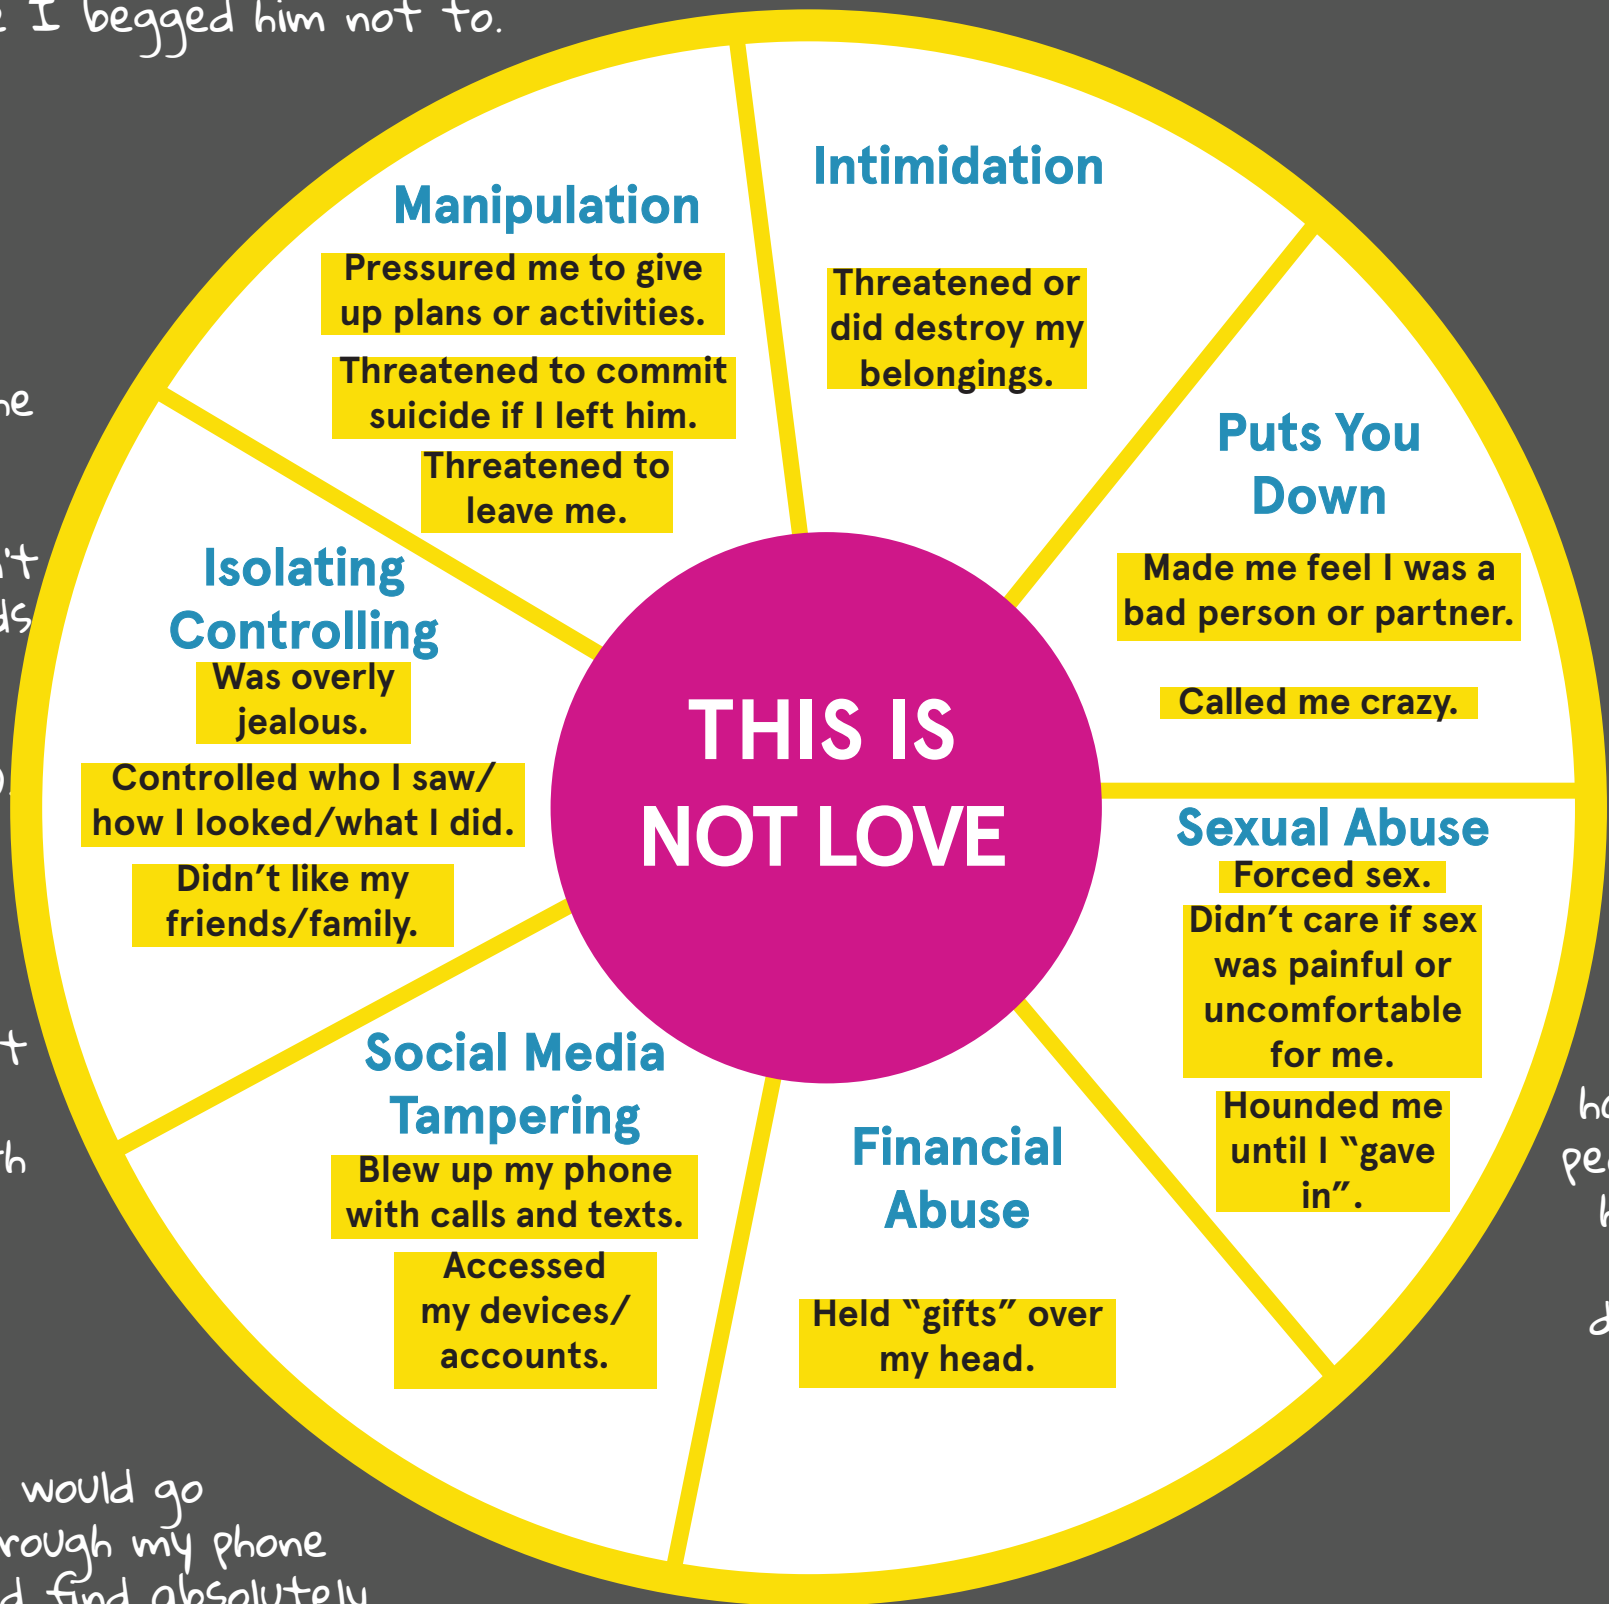 I begged him not to.
Intimidation
Threatened or
did destroy my
belongings.
Manipulation
Pressured me to give
up plans or activities.
Threatened to commit
suicide if I left him.
Threatened to
leave me.
Puts You
Down
Made me feel I was a
bad person or partner.
Called me crazy.
Isolating
Controlling
Was overly
jealous.
Controlled who I saw/
how I looked/what I did.
Didn't like my
friends/family.
THIS IS
NOT LOVE
Sexual Abuse
Forced sex.
Didn't care if sex
was painful or
uncomfortable
for me.
Hounded me
until I "gave
in".
Social Media
Tampering
Blew up my phone
with calls and texts.
Accessed
my devices/
accounts.
Financial
Abuse
Held "gifts" over
my head.
would go
rough my phone
d find absolutely